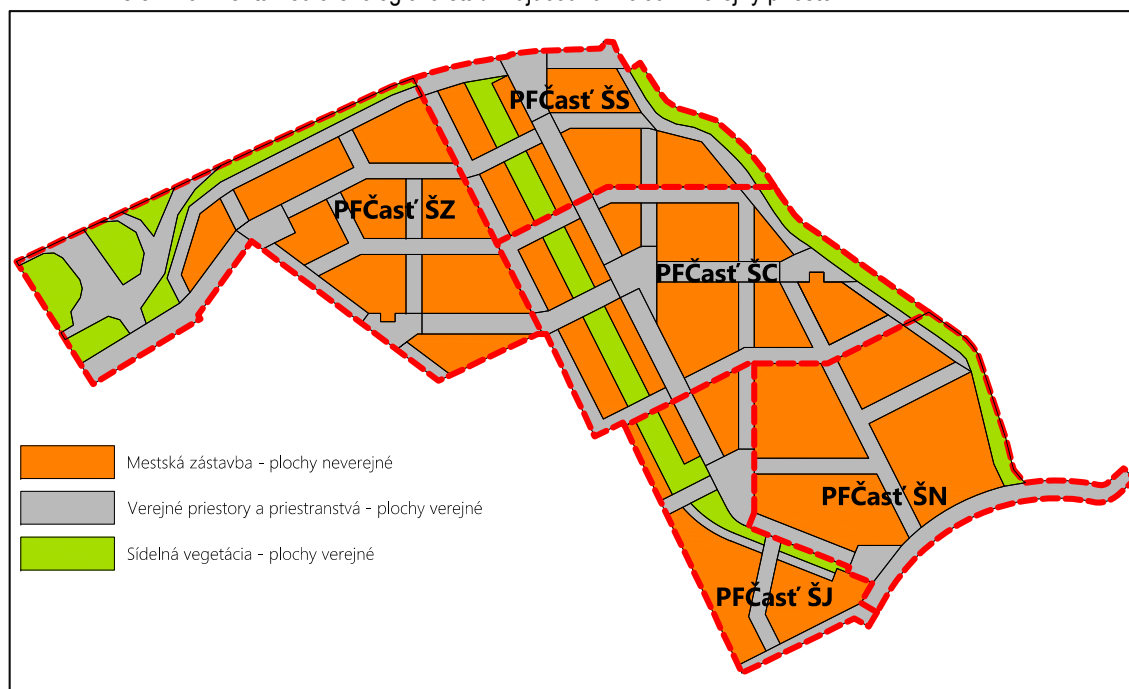 PFČasť ŠS
PFČasť ŠZ
PFČasť ŠC
Mestská zástavba - plochy neverejné
PFČasť ŠN
Verejné priestory a priestranstvá - plochy verejné
Sídelná vegetácia - plochy verejné
PFČasť ŠJ